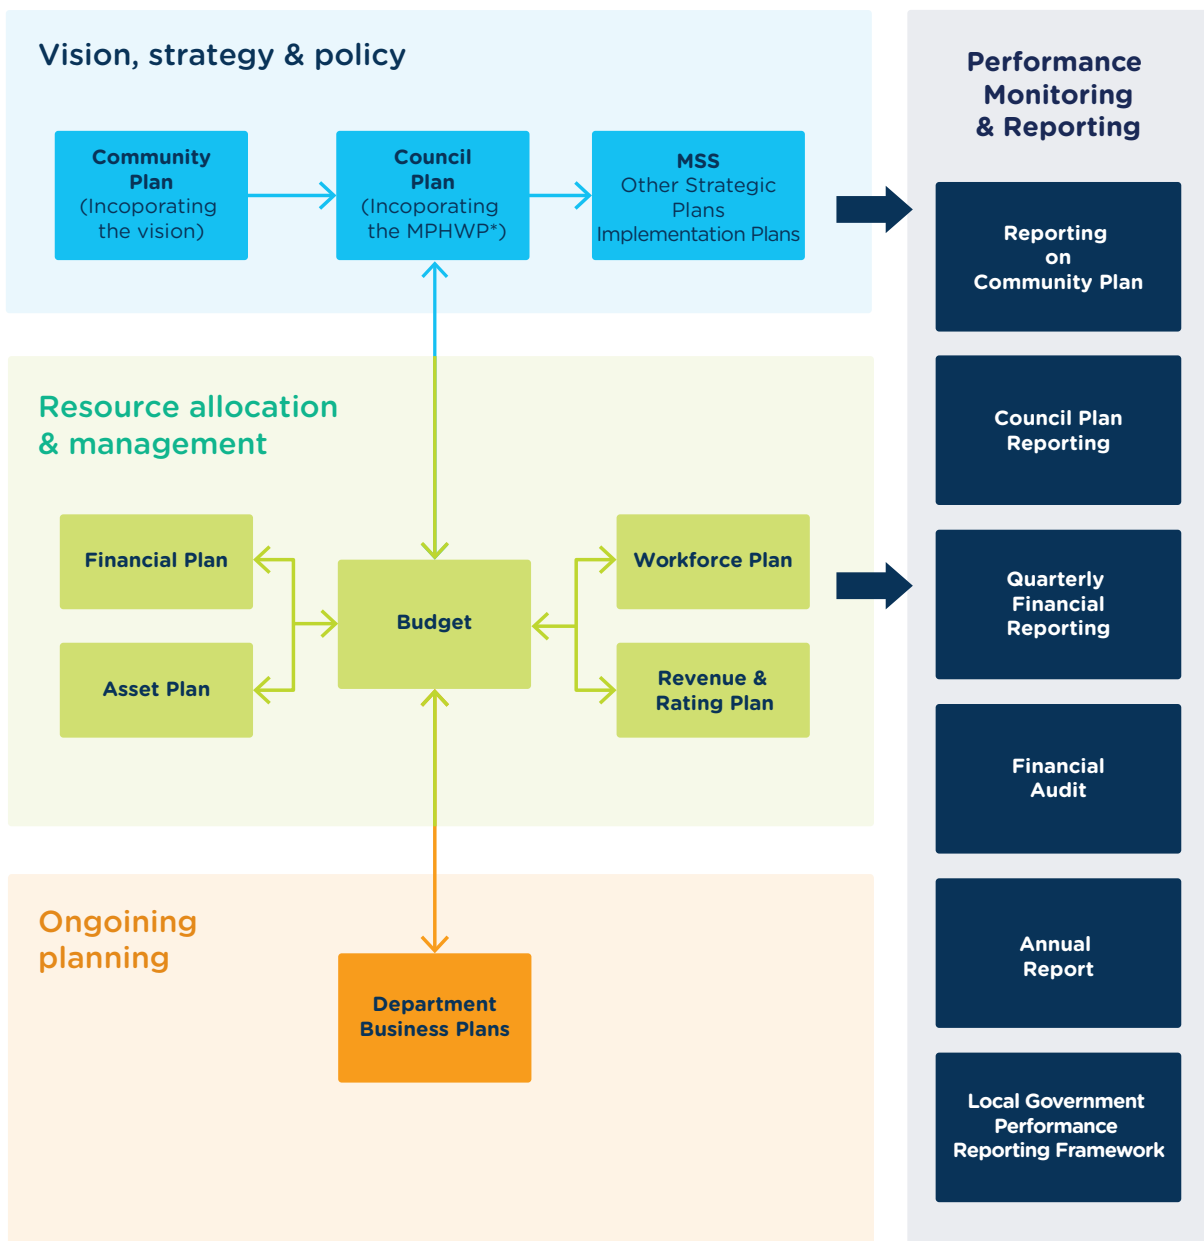 Vision, strategy & policy
Community
Plan
(Incoporating
the vision)
Council
Plan
(Incoporating
the MPHWP*)
MSS
Other Strategic
Plans
Implementation Plans
Resource allocation
& management
Financial Plan
Asset Plan
Budget
Workforce Plan
Revenue &
Rating Plan
Ongoining
planning
Department
Business Plans
Performance
Monitoring
& Reporting
Reporting
on
Community Plan
Council Plan
Reporting
Quarterly
Financial
Reporting
Financial
Audit
Annual
Report
Local Government
Performance
Reporting Framework